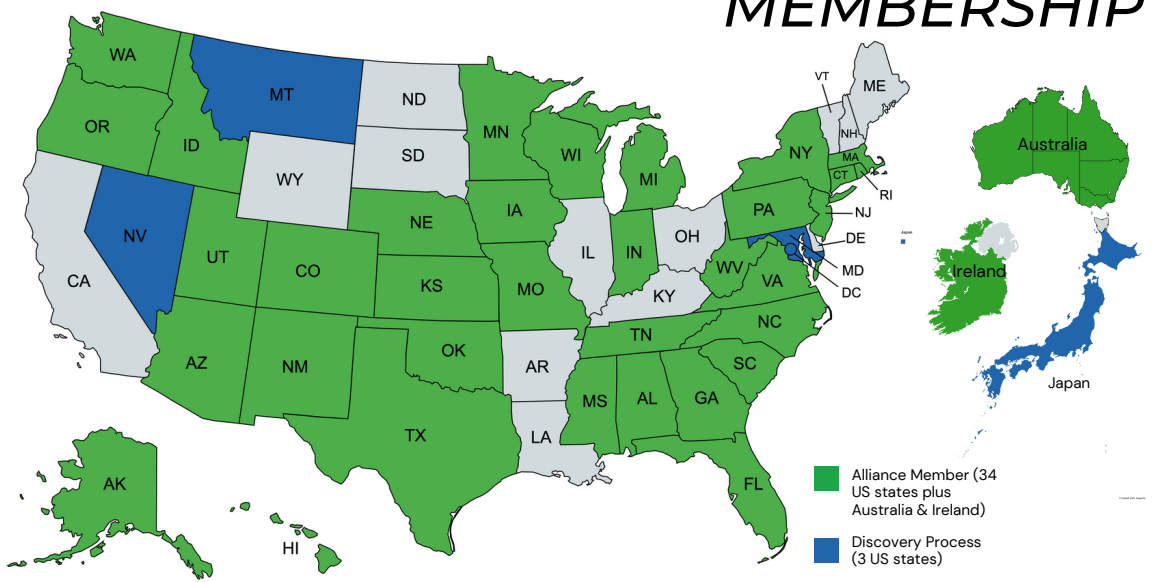 MEMBERSHIP
WA
MT
ND
MN
VT
ME
OR
ID
SD
WI
NH
NY
MA
Australia
WY
MI
CT
RI
NE
IA
PA
NJ
NV
UT
IL
IN
OH
DE
Japan
CA
CO
KS
MO
WV
VA
MD
DC
Ireland
KY
NC
TN
AZ
NM
OK
AR
SC
MS
AL
GA
Japan
TX
LA
AK
FL
HI
Alliance Member (34
US states plus
Australia & Ireland)
Discovery Process
(3 US states)